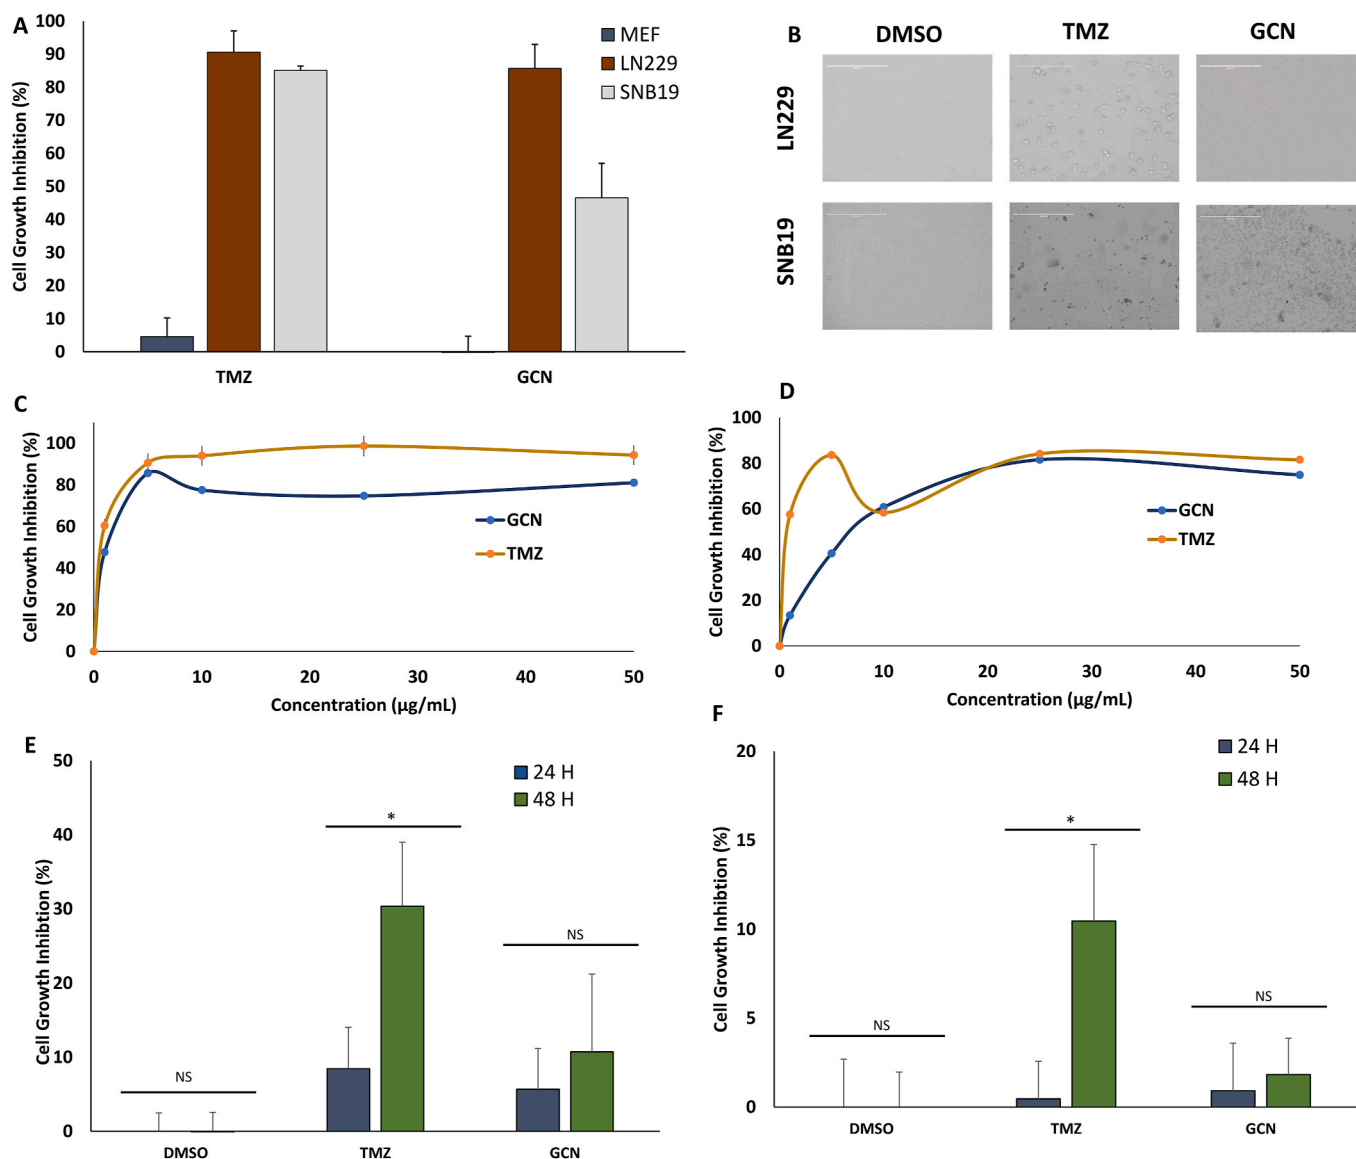 A
Cell Growth Inhibition (%)
100
90
80
70
60
50
40
30
20
10
0
MEF
LN229
SNB19
TMZ
GCN
B
DMSO
TMZ
GCN
LN229
SNB19
C
Cell Growth Inhibition (%)
100
80
60
40
20
0
GCN
TMZ
0 10 20 30 40 50
Concentration (µg/mL)
D
Cell Growth Inhibition (%)
100
80
60
40
20
0
GCN
TMZ
0 10 20 30 40 50
Concentration (µg/mL)
E
Cell Growth Inhibtion (%)
50
40
30
20
10
0
24 H
48 H
NS
*
NS
DMSO
TMZ
GCN
F
Cell Growth Inhibtion (%)
20
15
10
5
0
24 H
48 H
NS
*
NS
DMSO
TMZ
GCN